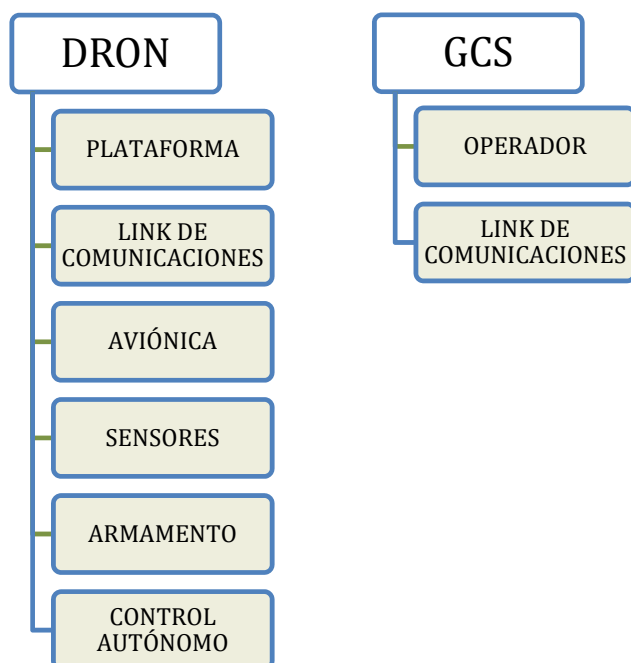 DRON
PLATAFORMA
LINK DE
COMUNICACIONES
AVIÓNICA
SENSORES
ARMAMENTO
CONTROL
AUTÓNOMO
GCS
OPERADOR
LINK DE
COMUNICACIONES